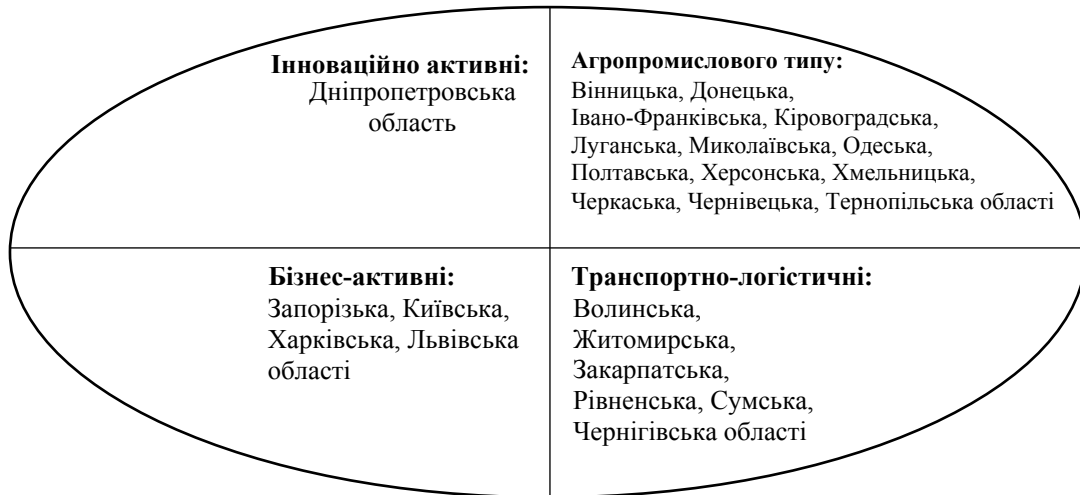 Інноваційно активні:
Дніпропетровська
область
Агропромислового типу:
Вінницька, Донецька,
Івано-Франківська, Кіровоградська,
Луганська, Миколаївська, Одеська,
Полтавська, Херсонська, Хмельницька,
Черкаська, Чернівецька, Тернопільська області
Бізнес-активні:
Запорізька, Київська,
Харківська, Львівська
області
Транспортно-логістичні:
Волинська,
Житомирська,
Закарпатська,
Рівненська, Сумська,
Чернігівська області